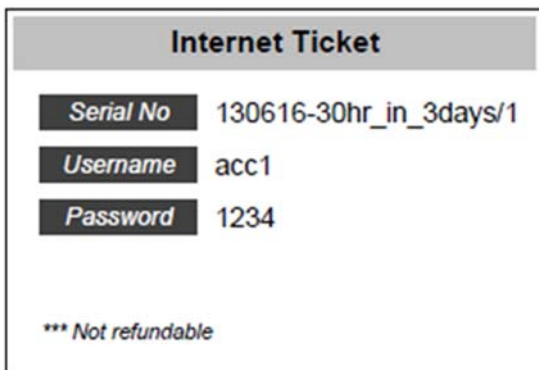 Internet Ticket
Serial No 130616-30hr_in_3days/1
Username acc1
Password 1234
*** Not refundable